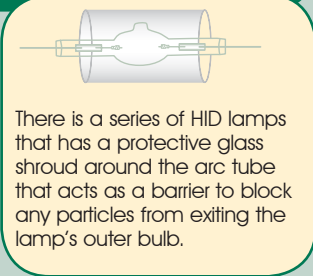 There is a series of HID lamps
that has a protective glass
shroud around the arc tube
that acts as a barrier to block
any particles from exiting the
lamp's outer bulb.